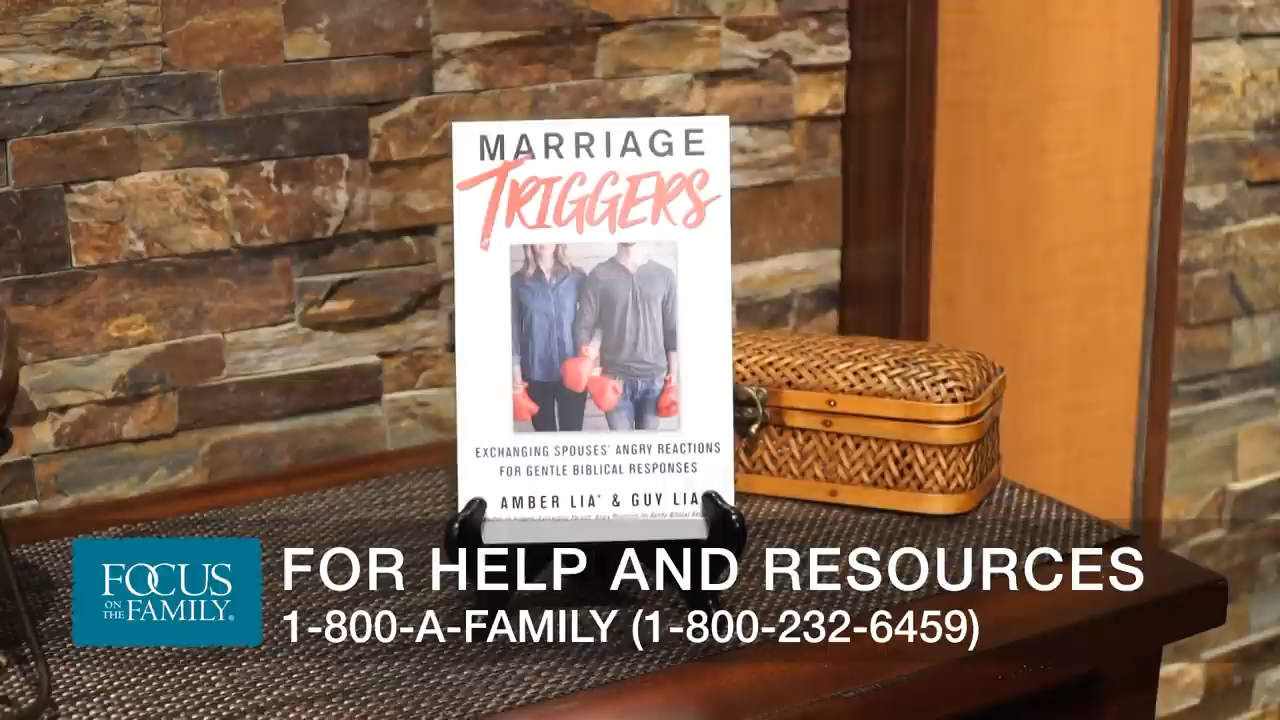 MARRIAGE
TRIGGERS
EXCHANGING SPOUSES' ANGRY REACTIONS
FOR GENTLE BIBLICAL RESPONSES
AMBER LIA* & GUY LIA
FOCUS
ON THE FAMILY®
FOR HELP AND RESOURCES
1-800-A-FAMILY (1-800-232-6459)